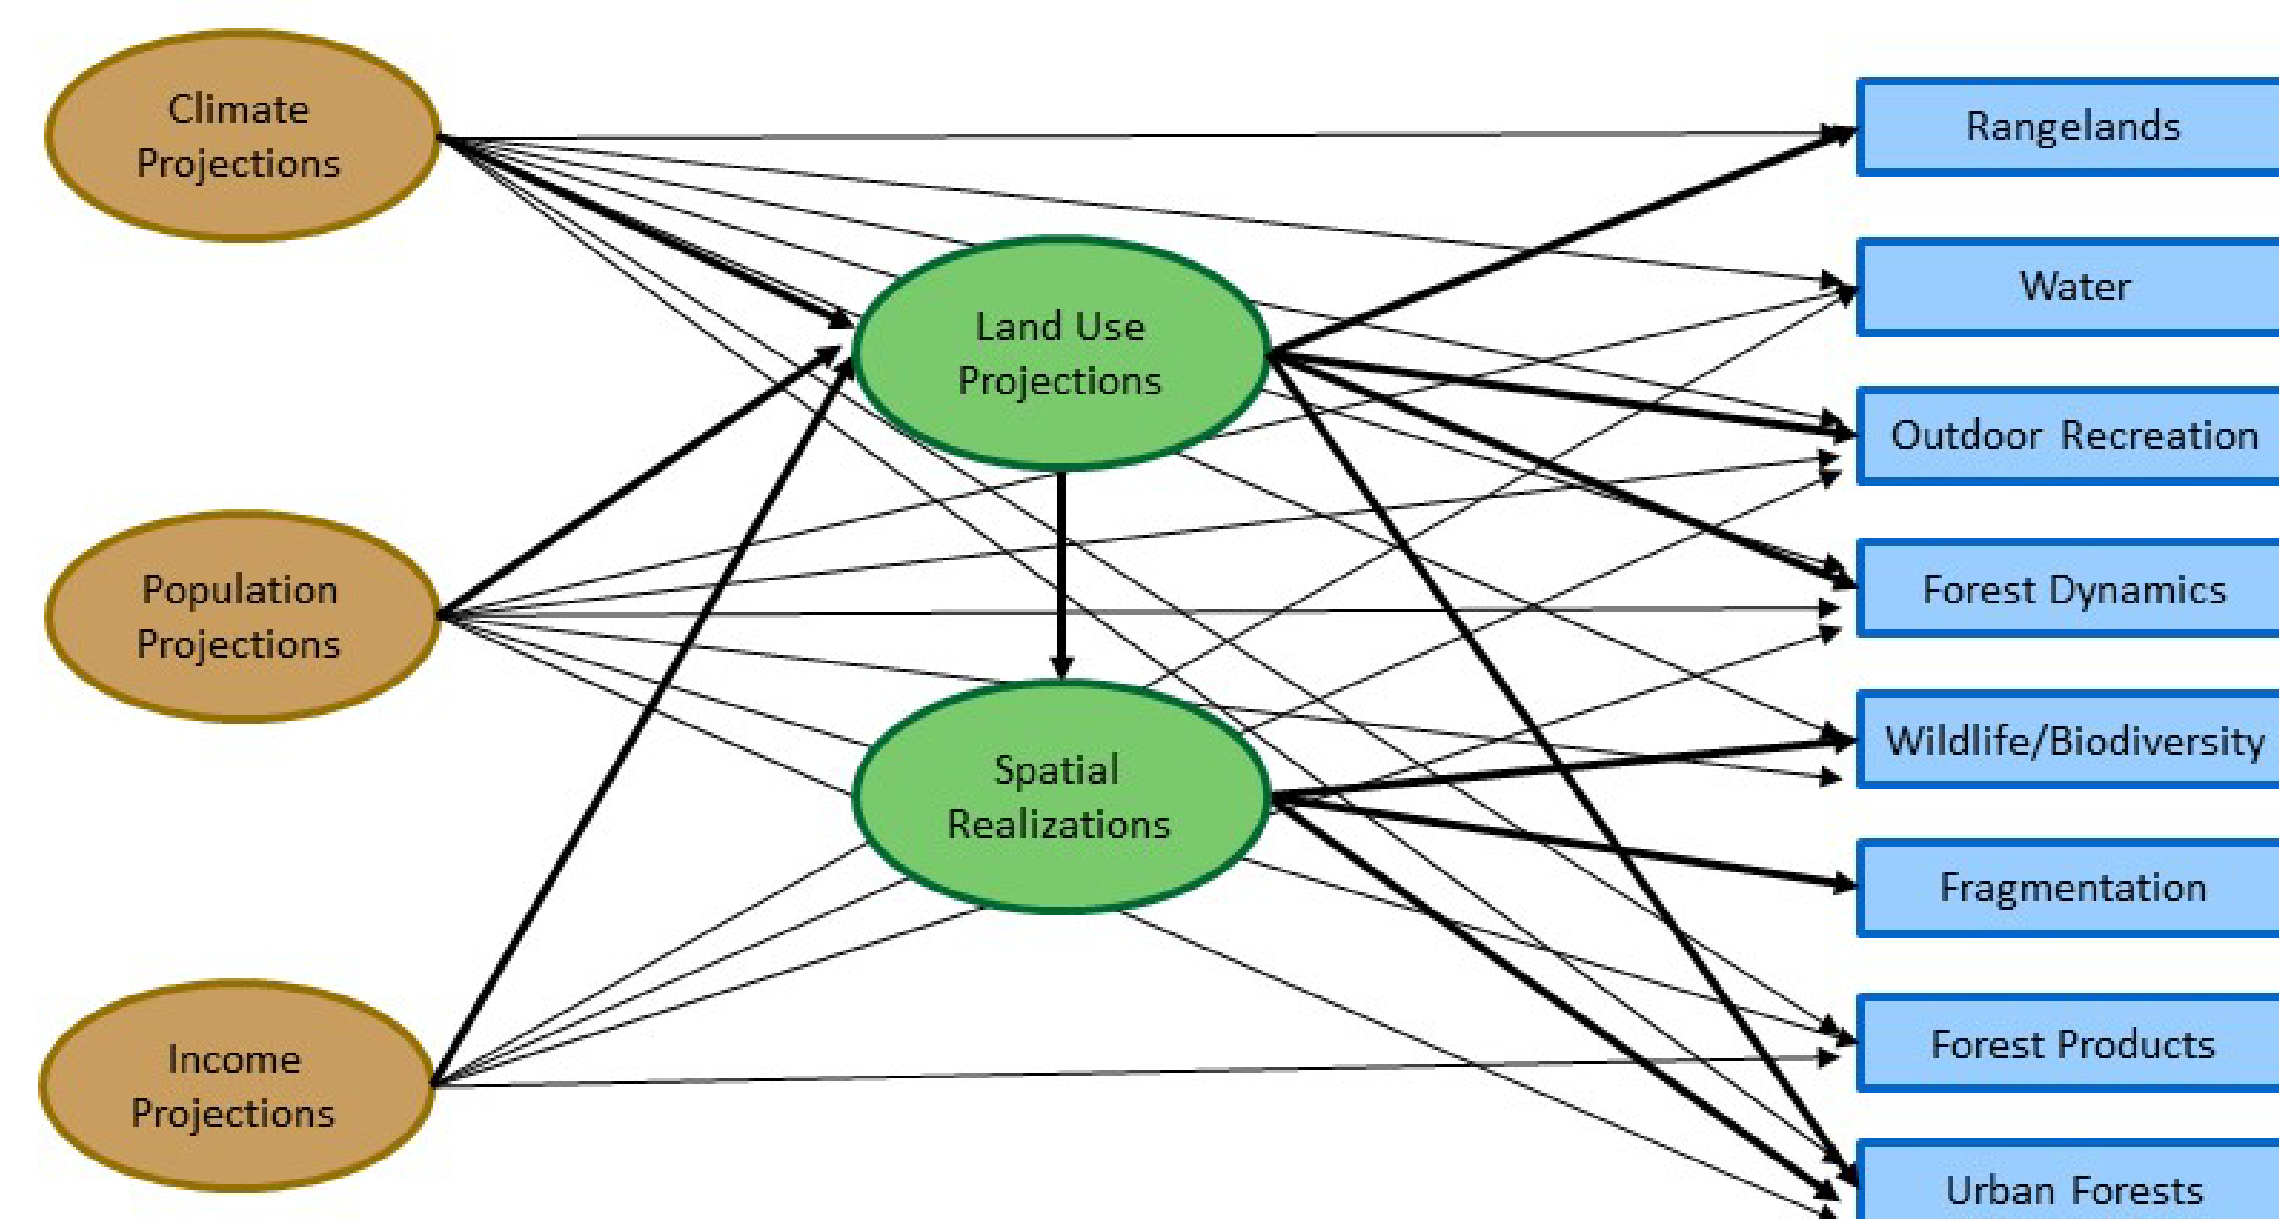 Climate
Projections
Population
Projections
Income
Projections
Land Use
Projections
Spatial
Realizations
Rangelands
Water
Outdoor Recreation
Forest Dynamics
Wildlife/Biodiversity
Fragmentation
Forest Products
Urban Forests